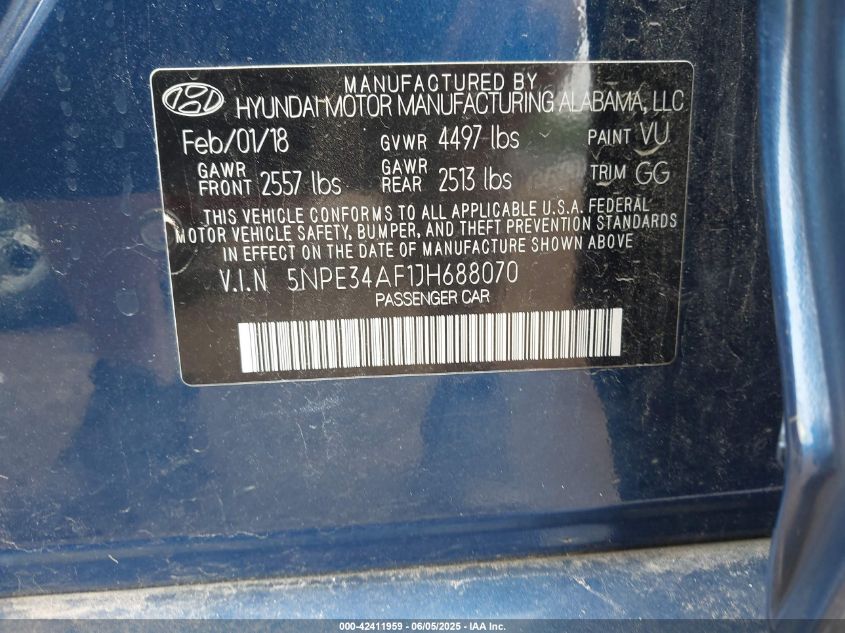 MANUFACTURED BY
HYUNDAI MOTOR MANUFACTURING ALABAMA, LLC
Feb/01/18 GVWR 4497 lbs PAINT VU
GAWR FRONT 2557 lbs GAWR REAR 2513 lbs TRIM GG
THIS VEHICLE CONFORMS TO ALL APPLICABLE U.S.A. FEDERAL
MOTOR VEHICLE SAFETY, BUMPER, AND THEFT PREVENTION STANDARDS
IN EFFECT ON THE DATE OF MANUFACTURE SHOWN ABOVE.
V.I.N 5NPE34AF1JH688070
PASSENGER CAR
000-42411959 - 06/05/2025 - IAA Inc.